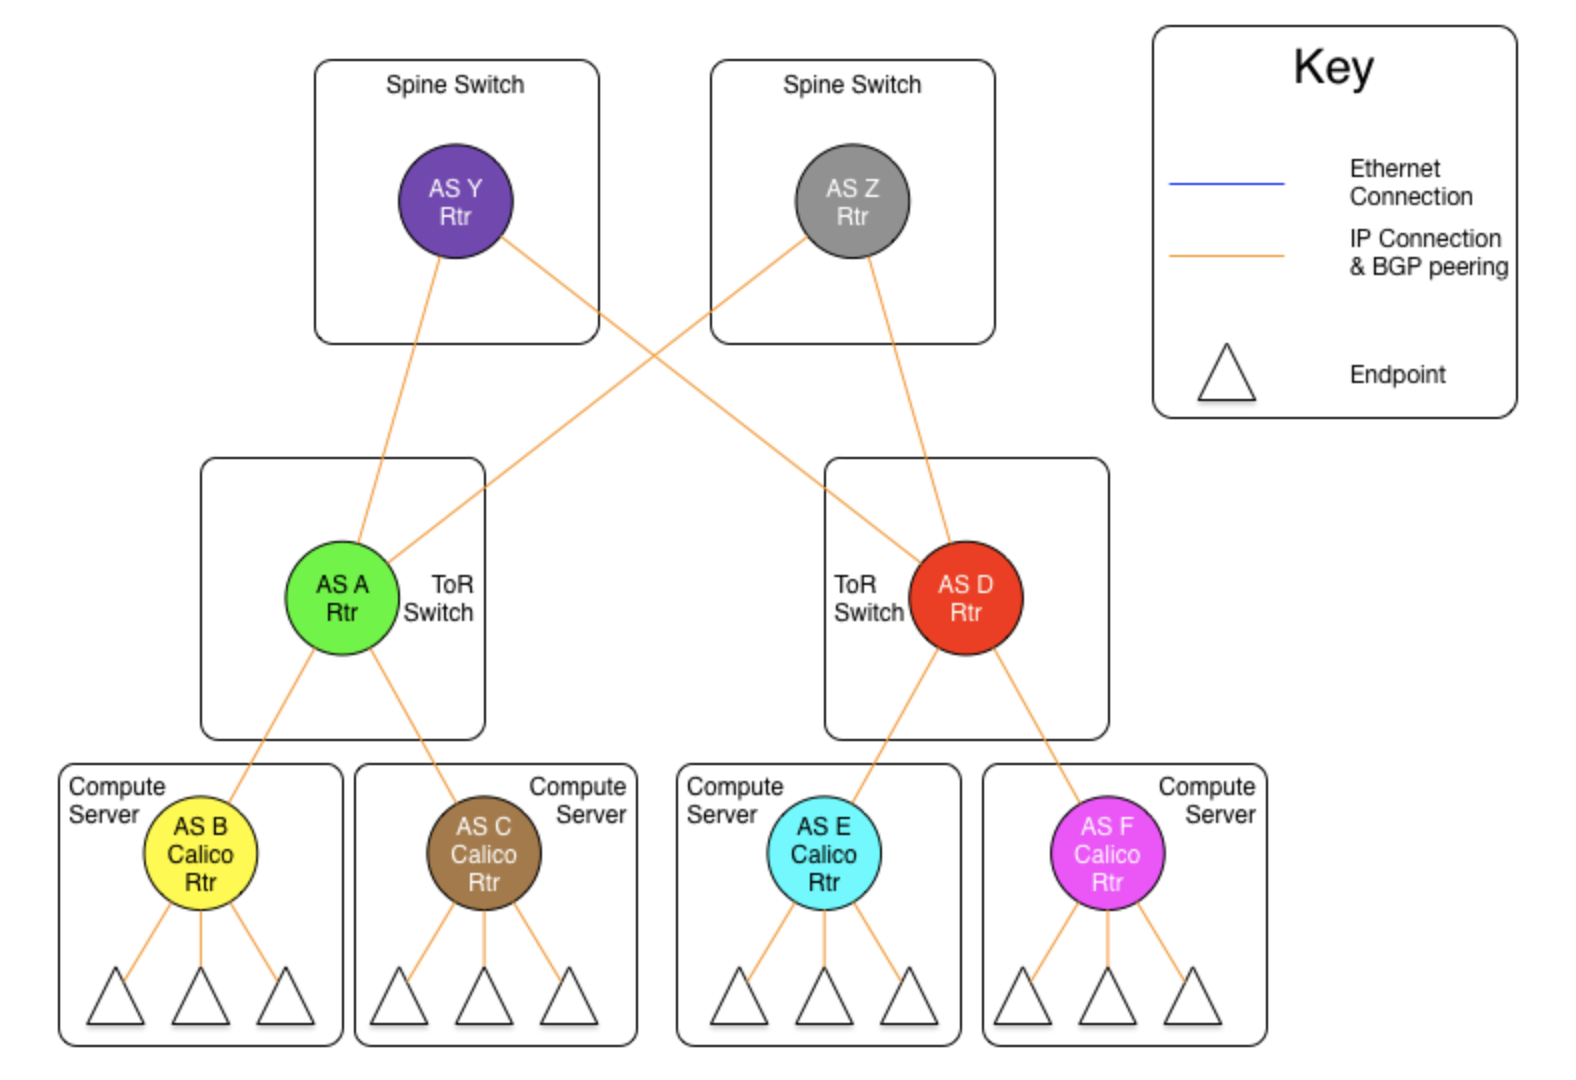 Spine Switch
Spine Switch
Key
AS Y
Rtr
AS Z
Rtr
Ethernet
Connection
IP Connection
& BGP peering
Endpoint
AS A
Rtr
ToR
Switch
ToR
Switch
AS D
Rtr
Compute
Server
AS B
Calico
Rtr
Compute
Server
AS C
Calico
Rtr
Compute
Server
AS E
Calico
Rtr
Compute
Server
AS F
Calico
Rtr